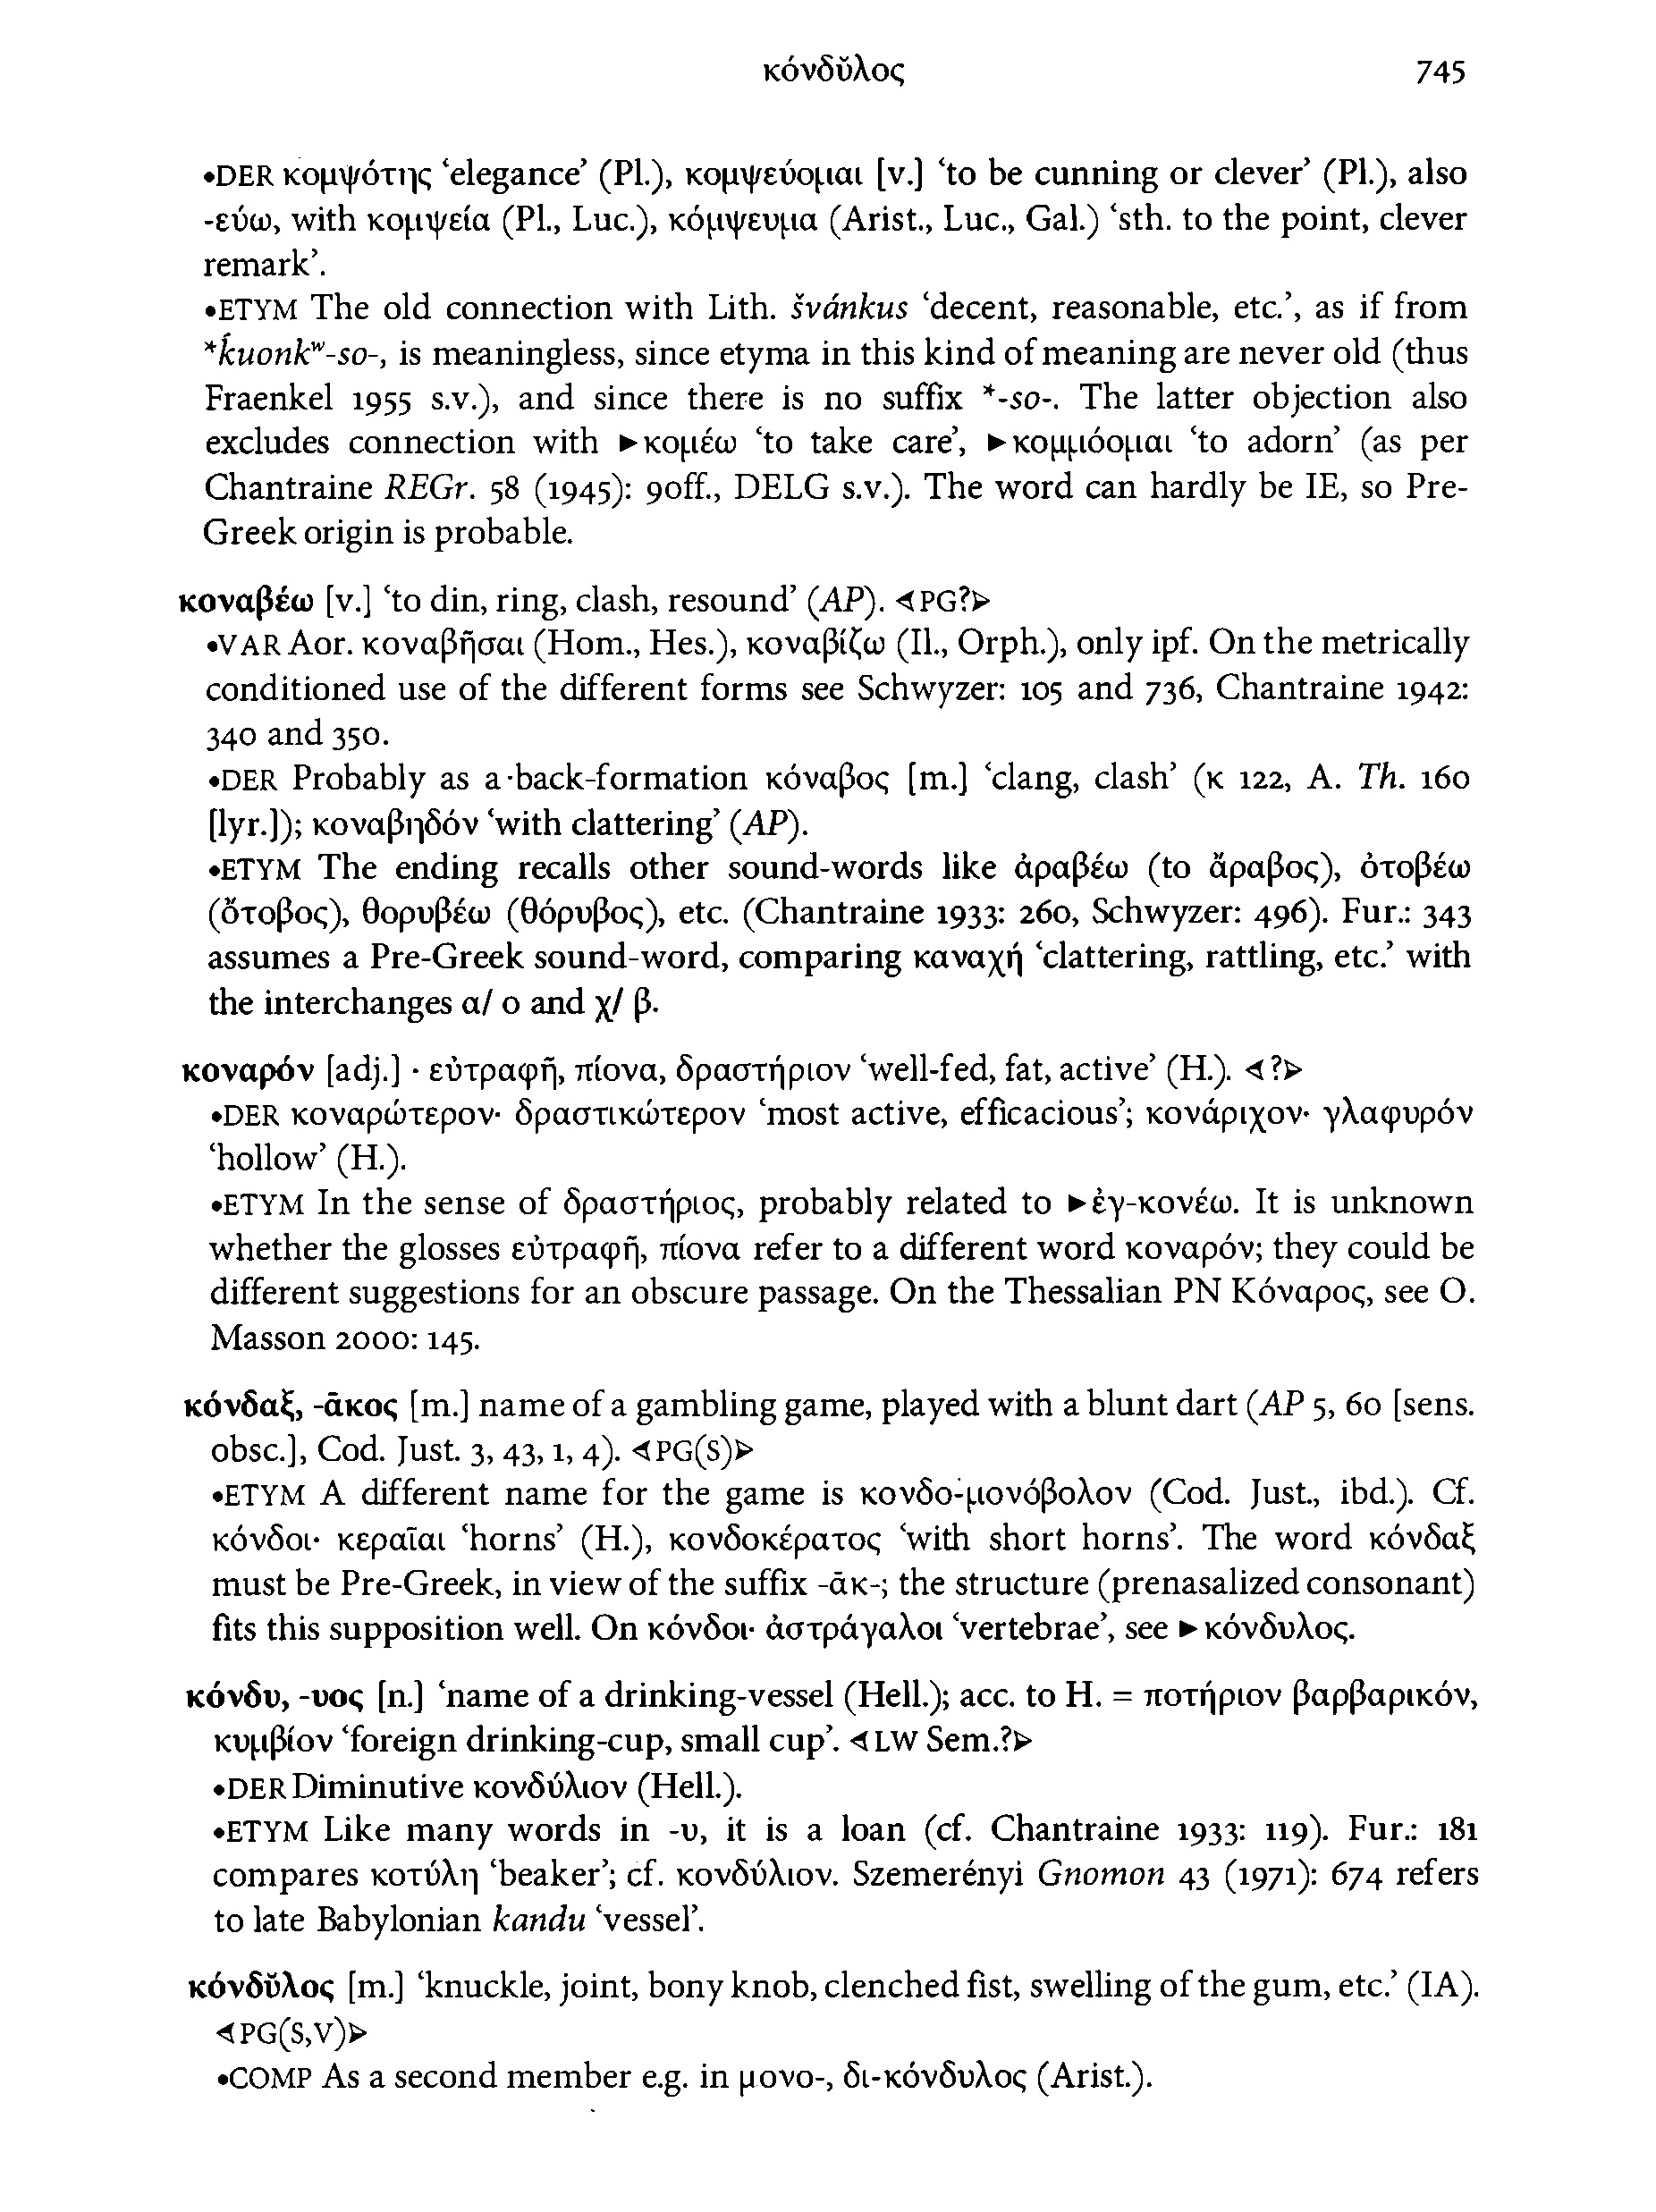 κόνδῠλος 745
•DER κομψότης ‘elegance’ (Pl.), κομψεύομαι [v.] ‘to be cunning or clever’ (Pl.), also
-εύω, with κομψεία (Pl., Luc.), κόμψευμα (Arist., Luc., Gal.) ‘sth. to the point, clever
remark’.
•ETYM The old connection with Lith. švánkus ‘decent, reasonable, etc.’, as if from
*ḱuonkʷ-so-, is meaningless, since etyma in this kind of meaning are never old (thus
Fraenkel 1955 s.v.), and since there is no suffix *-so-. The latter objection also
excludes connection with ►κομέω ‘to take care’, ►κομμόομαι ‘to adorn’ (as per
Chantraine REGr. 58 (1945): 90ff., DELG s.v.). The word can hardly be IE, so Pre-
Greek origin is probable.
κοναβέω [v.] ‘to din, ring, clash, resound’ (AP). ⊲PG?⊳
•VAR Aor. κοναβῆσαι (Hom., Hes.), κοναβίζω (Il., Orph.), only ipf. On the metrically
conditioned use of the different forms see Schwyzer: 105 and 736, Chantraine 1942:
340 and 350.
•DER Probably as a back-formation κόναβος [m.] ‘clang, clash’ (κ 122, A. Th. 160
[lyr.]); κοναβηδόν ‘with clattering’ (AP).
•ETYM The ending recalls other sound-words like ἀραβέω (to ἄραβος), ὀτοβέω
(ὄτοβος), θορυβέω (θόρυβος), etc. (Chantraine 1933: 260, Schwyzer: 496). Fur.: 343
assumes a Pre-Greek sound-word, comparing καναχή ‘clattering, rattling, etc.’ with
the interchanges α/ ο and χ/ β.
κοναρόν [adj.] · εὐτραφῆ, πίονα, δραστήριον ‘well-fed, fat, active’ (H.). ⊲?⊳
•DER κοναρώτερον· δραστικώτερον ‘most active, efficacious’; κονάριχον· γλαφυρόν
‘hollow’ (H.).
•ETYM In the sense of δραστήριος, probably related to ►ἐγ-κονέω. It is unknown
whether the glosses εὐτραφῆ, πίονα refer to a different word κοναρόν; they could be
different suggestions for an obscure passage. On the Thessalian PN Κόναρος, see O.
Masson 2000: 145.
κόνδαξ, -ᾱκος [m.] name of a gambling game, played with a blunt dart (AP 5, 60 [sens.
obsc.], Cod. Just. 3, 43, 1, 4). ⊲PG(S)⊳
•ETYM A different name for the game is κονδο-μονόβολον (Cod. Just., ibd.). Cf.
κόνδοι· κεραῖαι ‘horns’ (H.), κονδοκέρατος ‘with short horns’. The word κόνδαξ
must be Pre-Greek, in view of the suffix -ᾱκ-; the structure (prenasalized consonant)
fits this supposition well. On κόνδοι· ἀστράγαλοι ‘vertebrae’, see ►κόνδυλος.
κόνδυ, -υος [n.] ‘name of a drinking-vessel (Hell.); acc. to H. = ποτήριον βαρβαρικόν,
κυμβίον ‘foreign drinking-cup, small cup’. ⊲LW Sem.?⊳
•DER Diminutive κονδύλιον (Hell.).
•ETYM Like many words in -υ, it is a loan (cf. Chantraine 1933: 119). Fur.: 181
compares κοτύλη ‘beaker’; cf. κονδύλιον. Szemerényi Gnomon 43 (1971): 674 refers
to late Babylonian kandu ‘vessel’.
κόνδῠλος [m.] ‘knuckle, joint, bony knob, clenched fist, swelling of the gum, etc.’ (IA).
⊲PG(S,V)⊳
•COMP As a second member e.g. in μονο-, δι-κόνδυλος (Arist.).